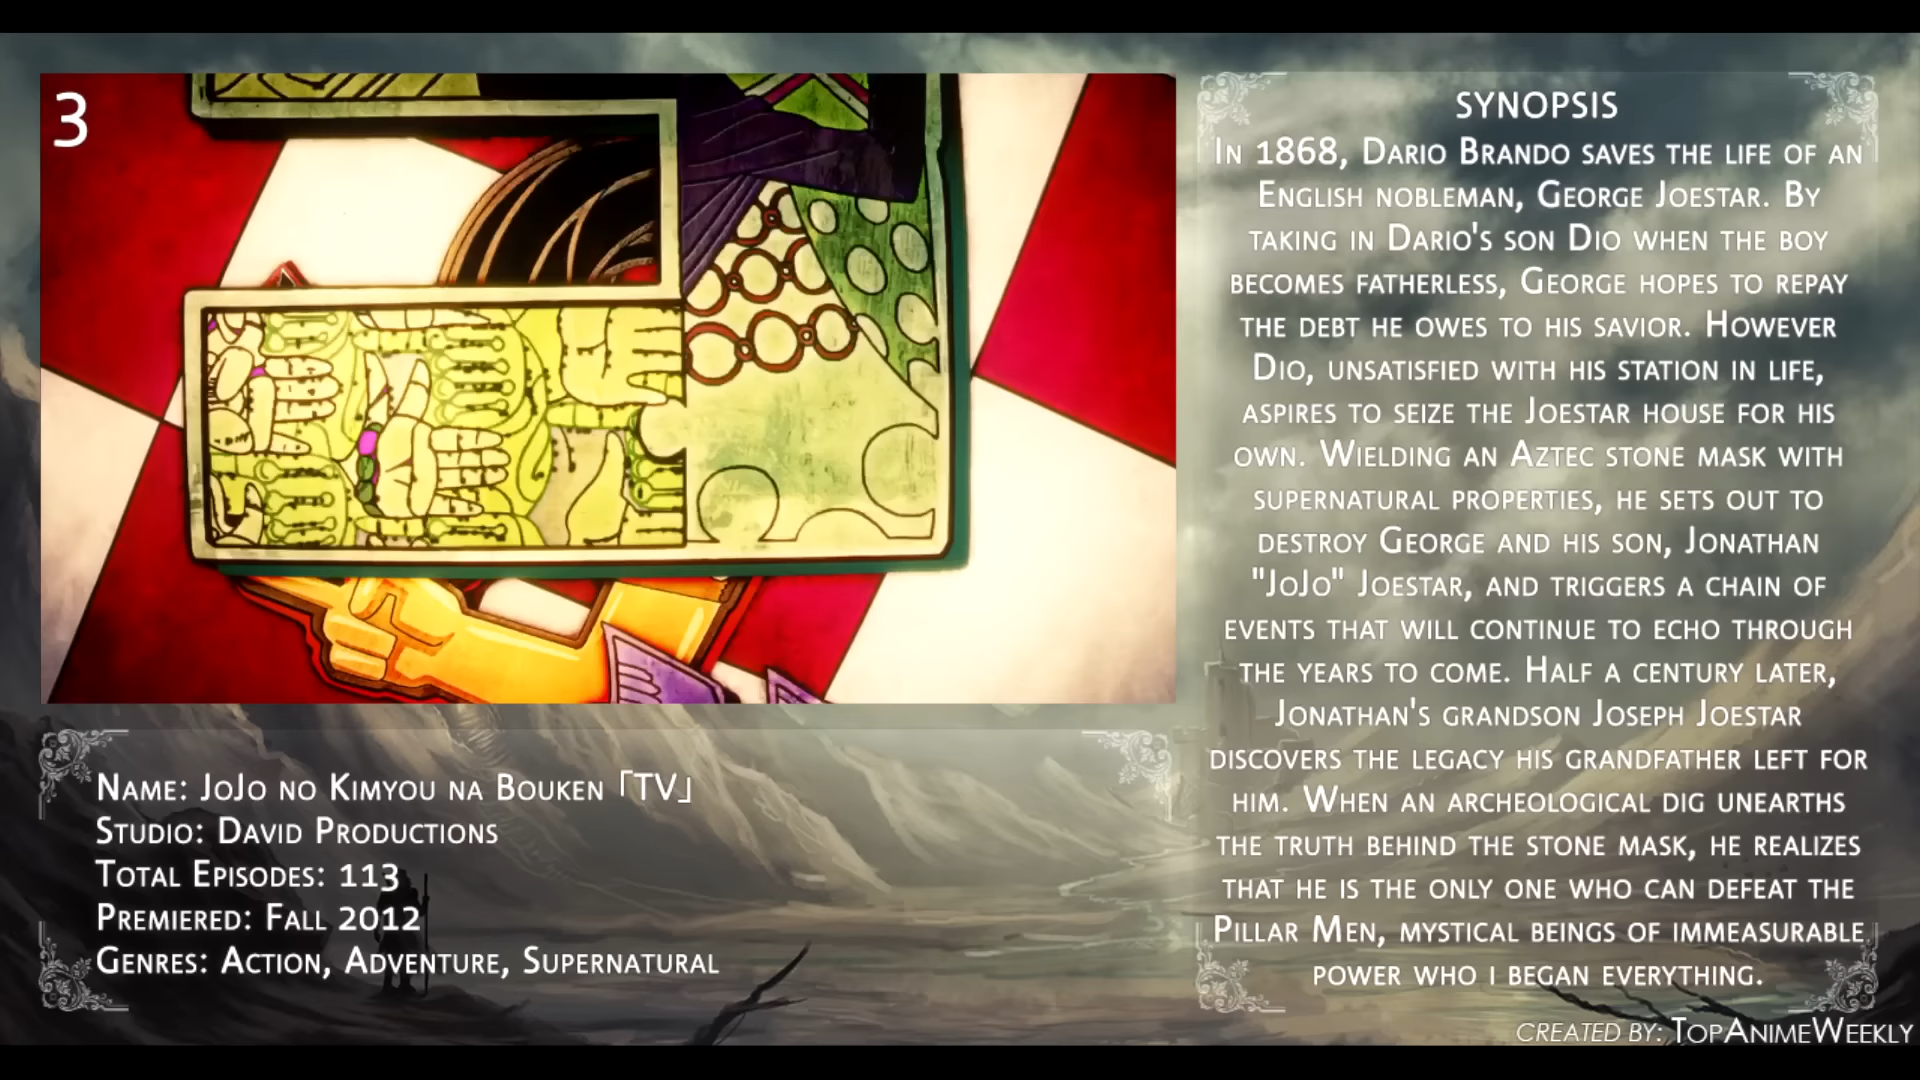 3
SYNOPSIS
In 1868, Dario Brando saves the life of an
English nobleman, George Joestar. By
taking in Dario's son Dio when the boy
becomes fatherless, George hopes to repay
the debt he owes to his savior. However
Dio, unsatisfied with his station in life,
aspires to seize the Joestar house for his
own. Wielding an Aztec stone mask with
supernatural properties, he sets out to
destroy George and his son, Jonathan
"JoJo" Joestar, and triggers a chain of
events that will continue to echo through
the years to come. Half a century later,
Jonathan's grandson Joseph Joestar
discovers the legacy his grandfather left for
him. When an archeological dig unearths
the truth behind the stone mask, he realizes
that he is the only one who can defeat the
Pillar Men, mystical beings of immeasurable
power who i began everything.
Name: JoJo no Kimyou na Bouken「TV」
Studio: David Productions
Total Episodes: 113
Premiered: Fall 2012
Genres: Action, Adventure, Supernatural
CREATED BY: TopAnimeWeekly